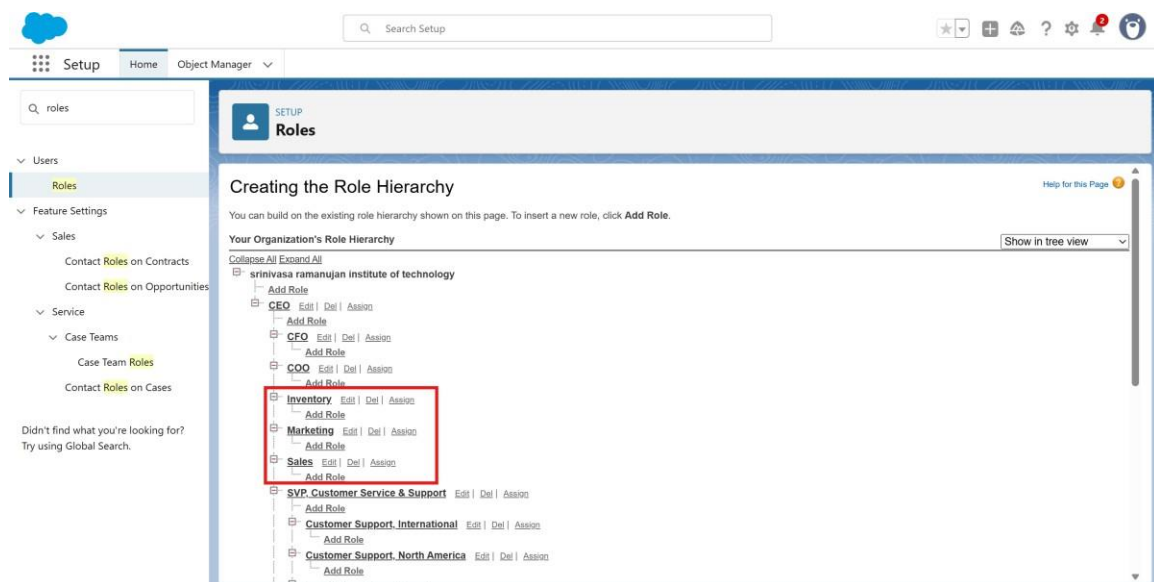 Search Setup
2
Setup Home Object Manager
roles
Users
Roles
Feature Settings
Sales
Contact Roles on Contracts
Contact Roles on Opportunities
Service
Case Teams
Case Team Roles
Contact Roles on Cases
Didn't find what you're looking for?
Try using Global Search.
SETUP
Roles
Creating the Role Hierarchy
Help for this Page ?
You can build on the existing role hierarchy shown on this page. To insert a new role, click Add Role.
Your Organization's Role Hierarchy
Show in tree view
Collapse All Expand All
srinivasa ramanujan institute of technology
Add Role
CEO Edit | Del | Assign
Add Role
CFO Edit | Del | Assign
Add Role
COO Edit | Del | Assign
Add Role
Inventory Edit | Del | Assign
Add Role
Marketing Edit | Del | Assign
Add Role
Sales Edit | Del | Assign
Add Role
SVP, Customer Service & Support Edit | Del | Assign
Add Role
Customer Support, International Edit | Del | Assign
Add Role
Customer Support, North America Edit | Del | Assign
Add Role